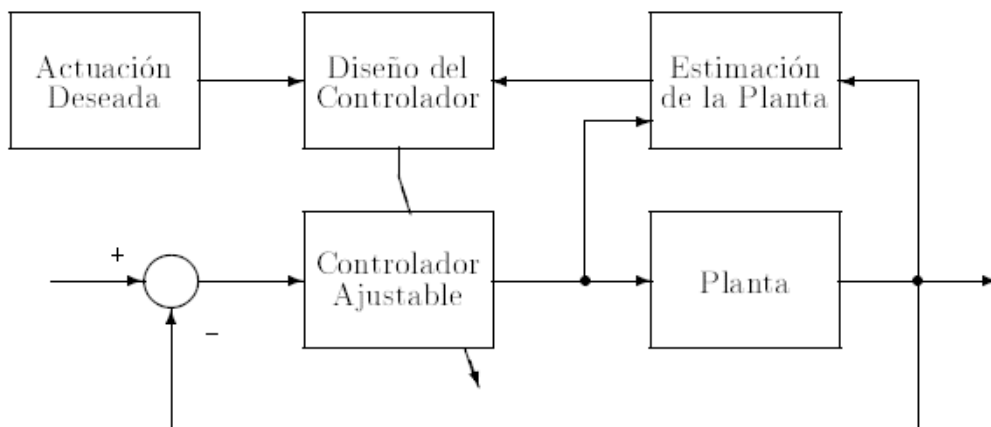 Actuación
Deseada
Diseño del
Controlador
Estimación
de la Planta
+
−
Controlador
Ajustable
Planta